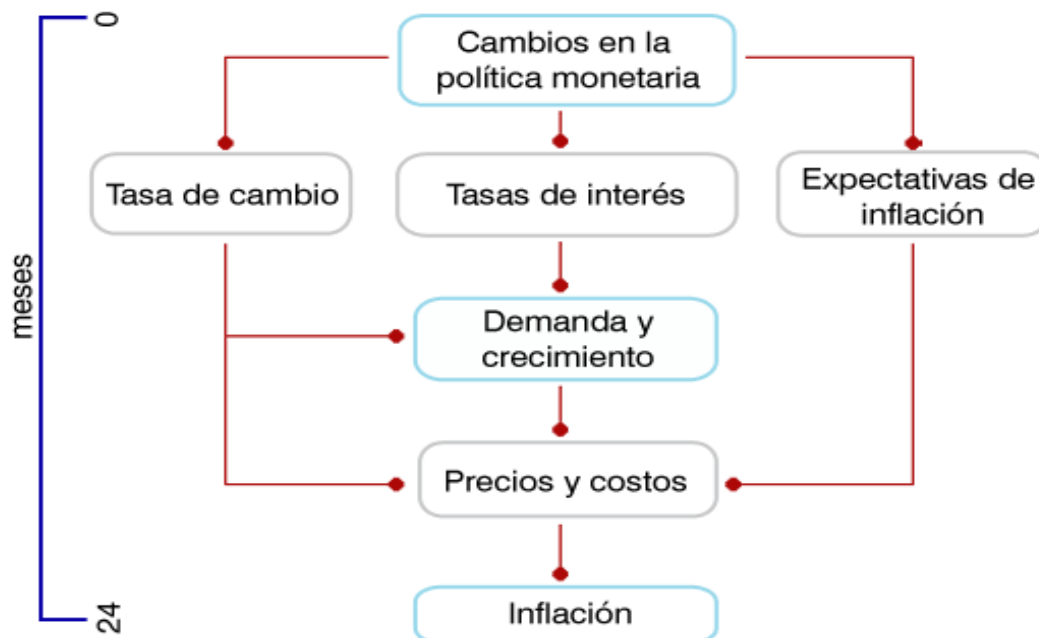 0
Cambios en la
política monetaria
Tasa de cambio
Tasas de interés
Expectativas de
inflación
meses
Demanda y
crecimiento
Precios y costos
Inflación
24